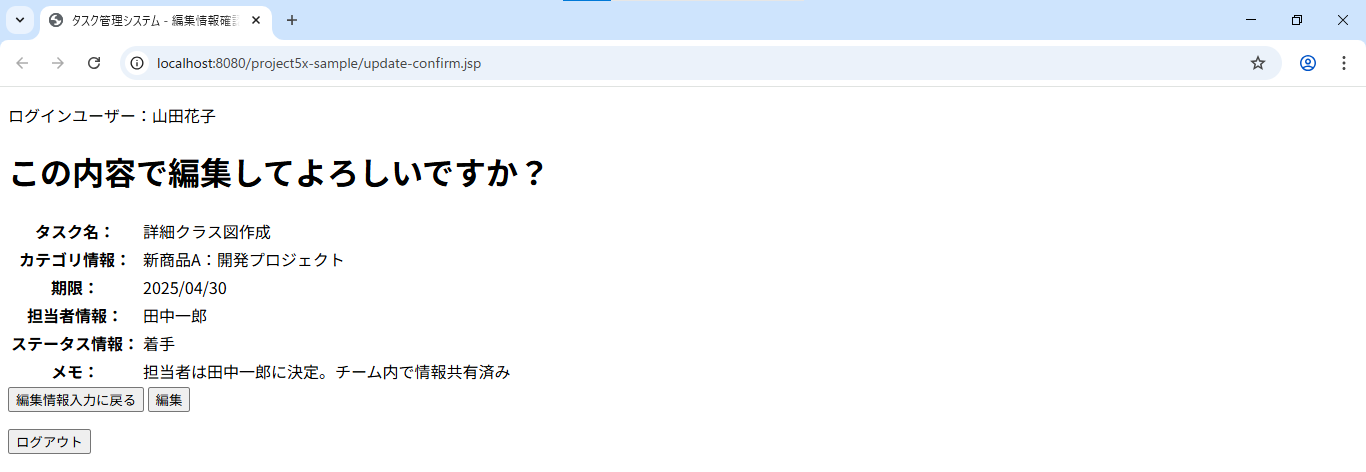 タスク管理システム - 編集情報確認
localhost:8080/project5x-sample/update-confirm.jsp
ログインユーザー：山田花子
この内容で編集してよろしいですか？
タスク名： 詳細クラス図作成
カテゴリ情報： 新商品A：開発プロジェクト
期限： 2025/04/30
担当者情報： 田中一郎
ステータス情報： 着手
メモ： 担当者は田中一郎に決定。チーム内で情報共有済み
編集情報入力に戻る 編集
ログアウト